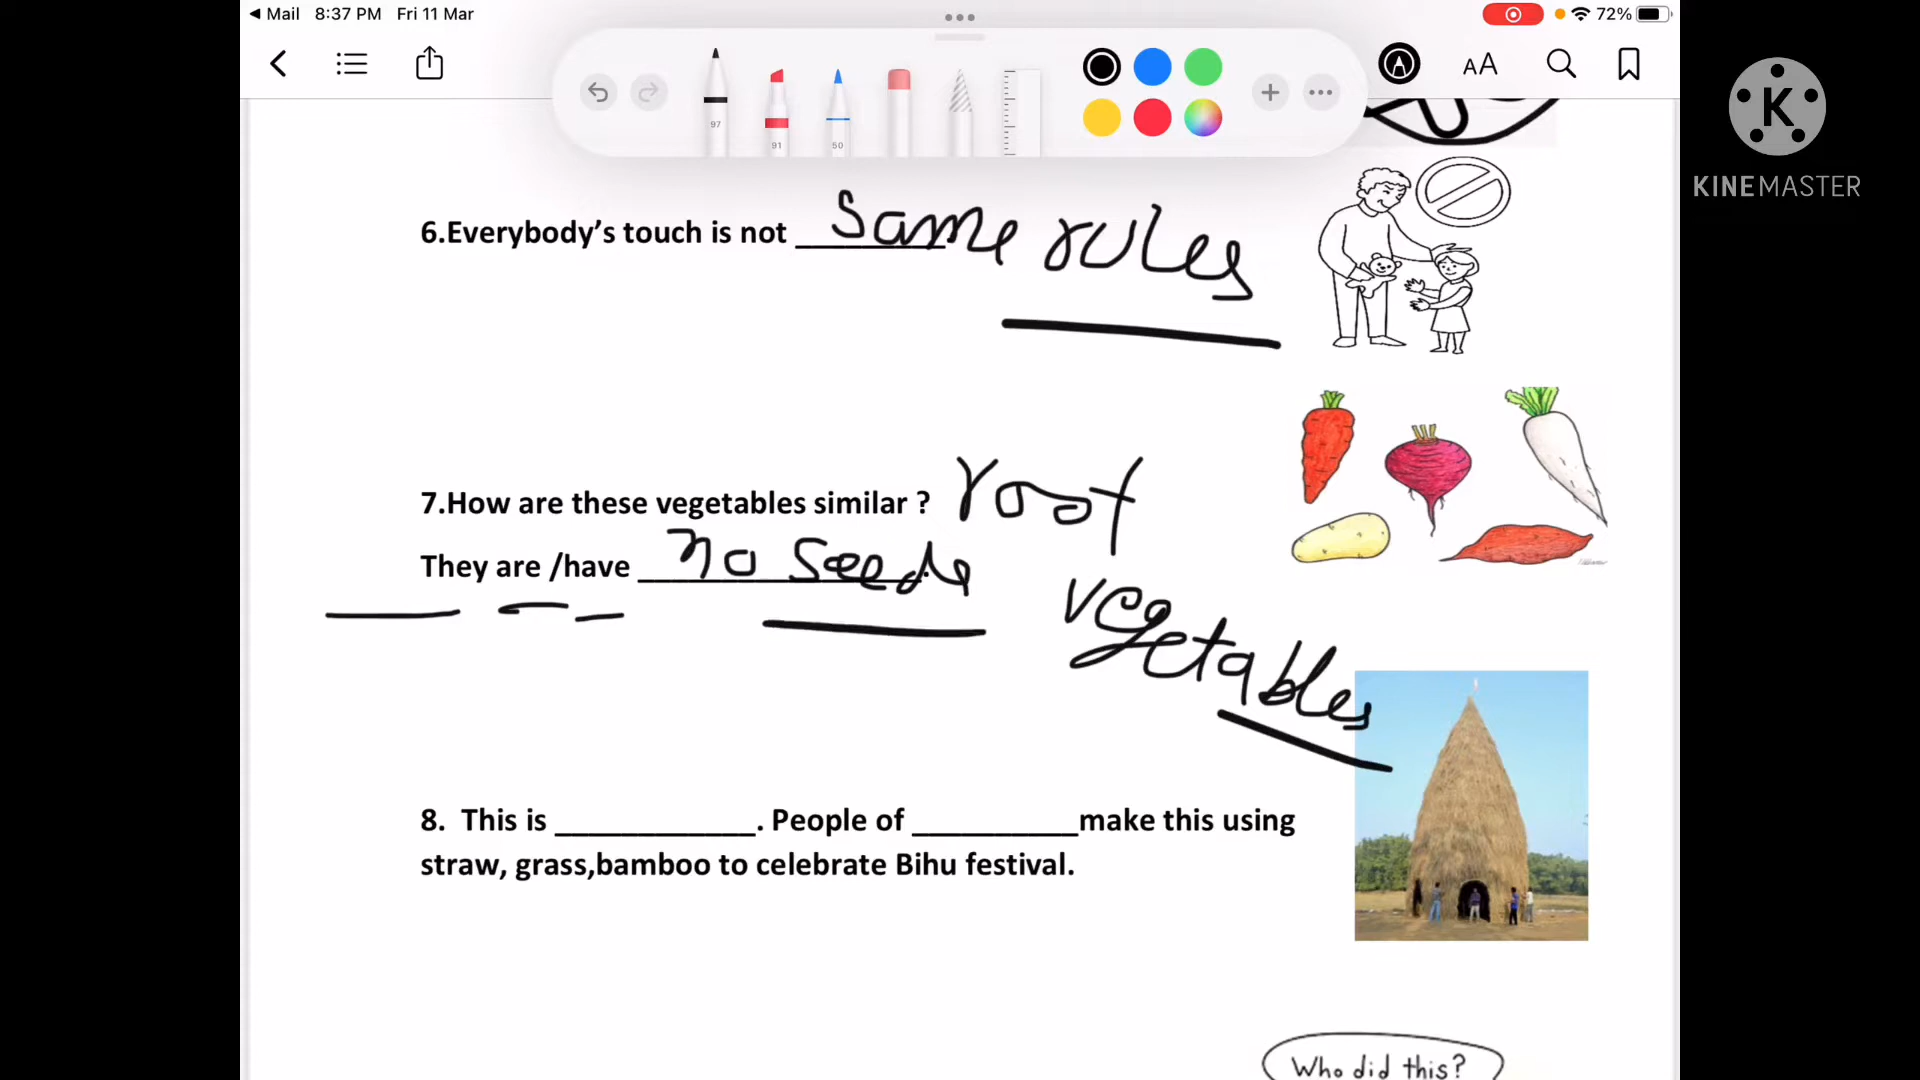 Mail 8:37 PM Fri 11 Mar 72%
AA
97 91 50
K
KINEMASTER
6.Everybody's touch is not __________ same rules
7.How are these vegetables similar ? root
They are /have __________ no seeds
vegetables
8. This is ____________. People of __________make this using
straw, grass,bamboo to celebrate Bihu festival.
Who did this?